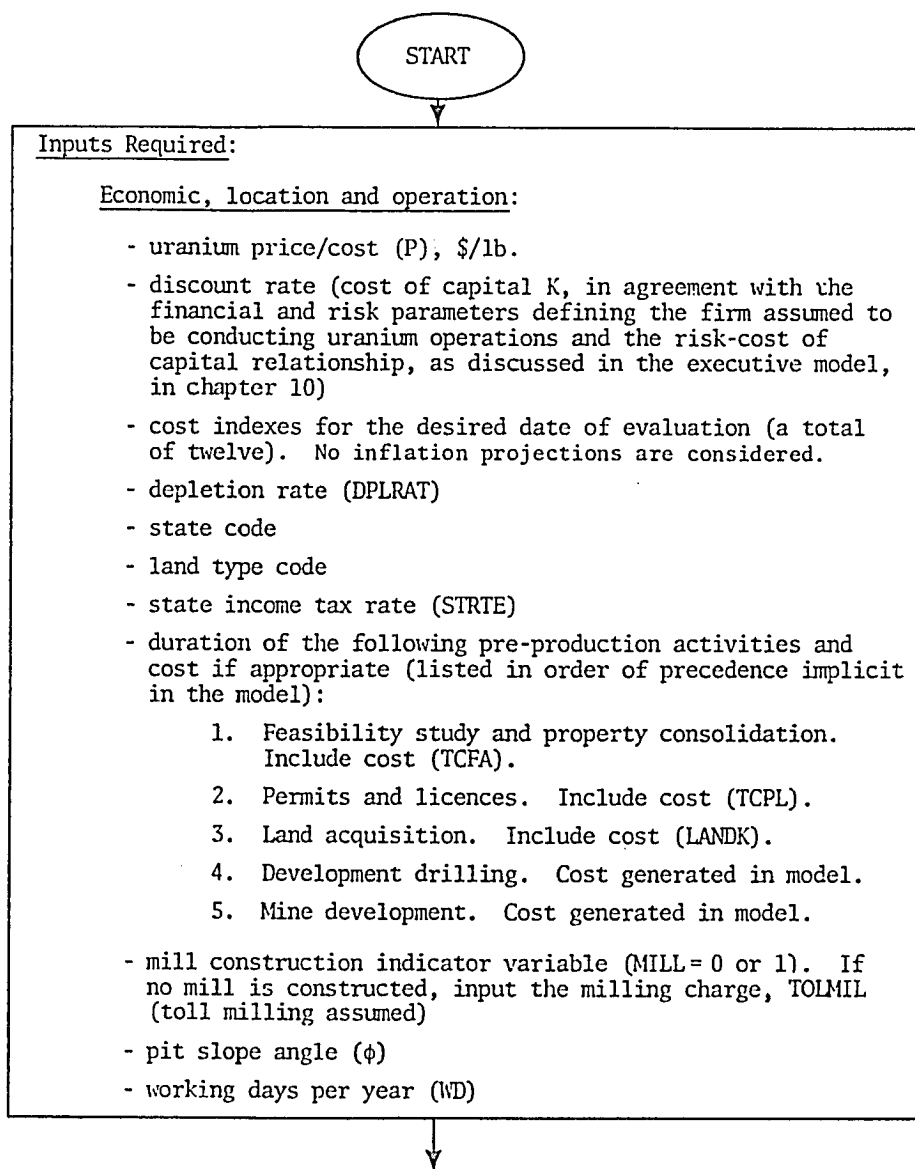 START
Inputs Required:
Economic, location and operation:
- uranium price/cost (P), $/lb.
- discount rate (cost of capital K, in agreement with the
financial and risk parameters defining the firm assumed to
be conducting uranium operations and the risk-cost of
capital relationship, as discussed in the executive model,
in chapter 10)
- cost indexes for the desired date of evaluation (a total
of twelve). No inflation projections are considered.
- depletion rate (DPLRAT)
- state code
- land type code
- state income tax rate (STRTE)
- duration of the following pre-production activities and
cost if appropriate (listed in order of precedence implicit
in the model):
1. Feasibility study and property consolidation.
Include cost (TCFA).
2. Permits and licences. Include cost (TCPL).
3. Land acquisition. Include cost (LANDK).
4. Development drilling. Cost generated in model.
5. Mine development. Cost generated in model.
- mill construction indicator variable (MILL = 0 or 1). If
no mill is constructed, input the milling charge, TOLMIL
(toll milling assumed)
- pit slope angle (φ)
- working days per year (WD)